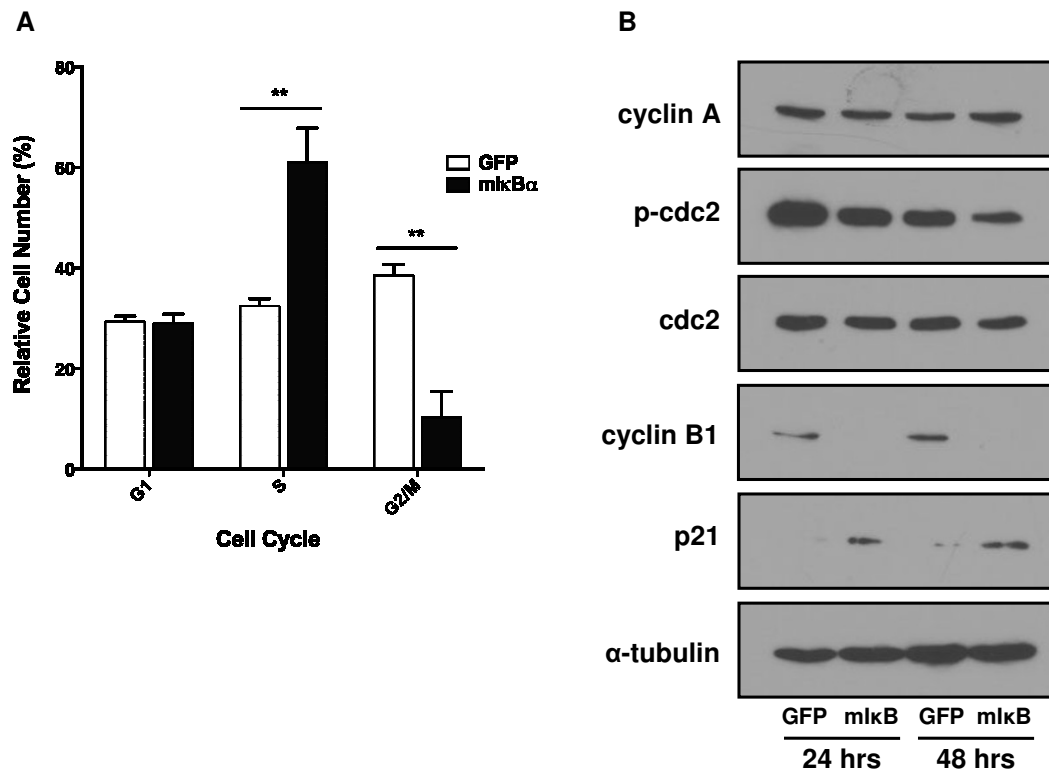 A
80
60
40
20
0
Relative Cell Number (%)
**
**
GFP
mIκBα
G1
S
G2/M
Cell Cycle
B
cyclin A
p-cdc2
cdc2
cyclin B1
p21
α-tubulin
GFP mIκB GFP mIκB
24 hrs 48 hrs